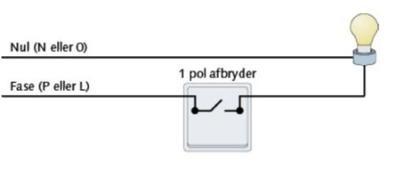 Nul (N eller O)
1 pol afbryder
Fase (P eller L)